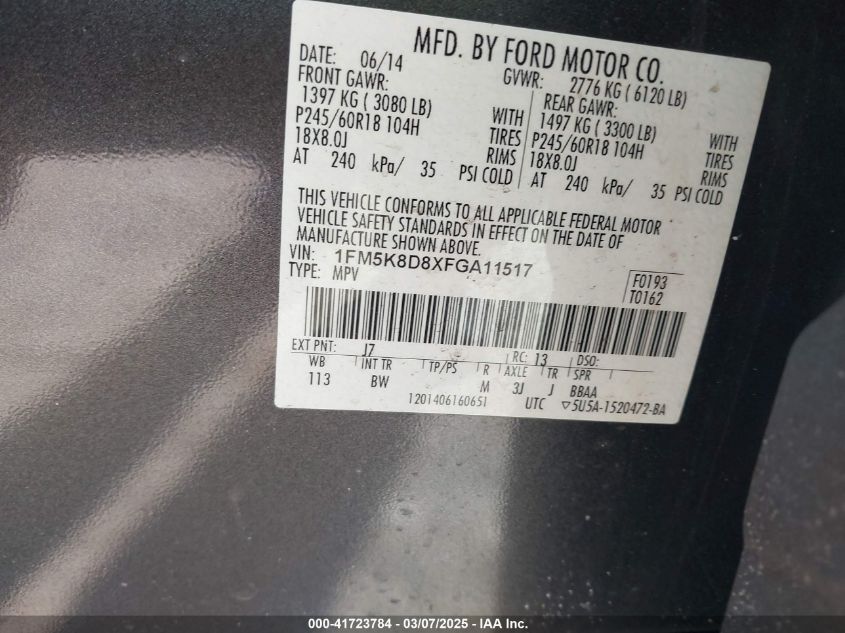 MFD. BY FORD MOTOR CO.
DATE: 06/14 GVWR: 2776 KG ( 6120 LB)
FRONT GAWR: REAR GAWR:
1397 KG ( 3080 LB) WITH 1497 KG ( 3300 LB) WITH
P245/60R18 104H TIRES P245/60R18 104H TIRES
18X8.0J RIMS 18X8.0J RIMS
AT 240 kPa/ 35 PSI COLD AT 240 kPa/ 35 PSI COLD
THIS VEHICLE CONFORMS TO ALL APPLICABLE FEDERAL MOTOR
VEHICLE SAFETY STANDARDS IN EFFECT ON THE DATE OF
MANUFACTURE SHOWN ABOVE.
VIN: 1FM5K8D8XFGA11517
TYPE: MPV
F0193
T0162
EXT PNT: J7 RC: 13 DSO:
WB INT TR TP/PS R AXLE TR SPR
113 BW M 3J J BBAA
1201406160651 UTC ▽5U5A-1520472-BA
000-41723784 — 03/07/2025 — IAA Holdings, Inc.